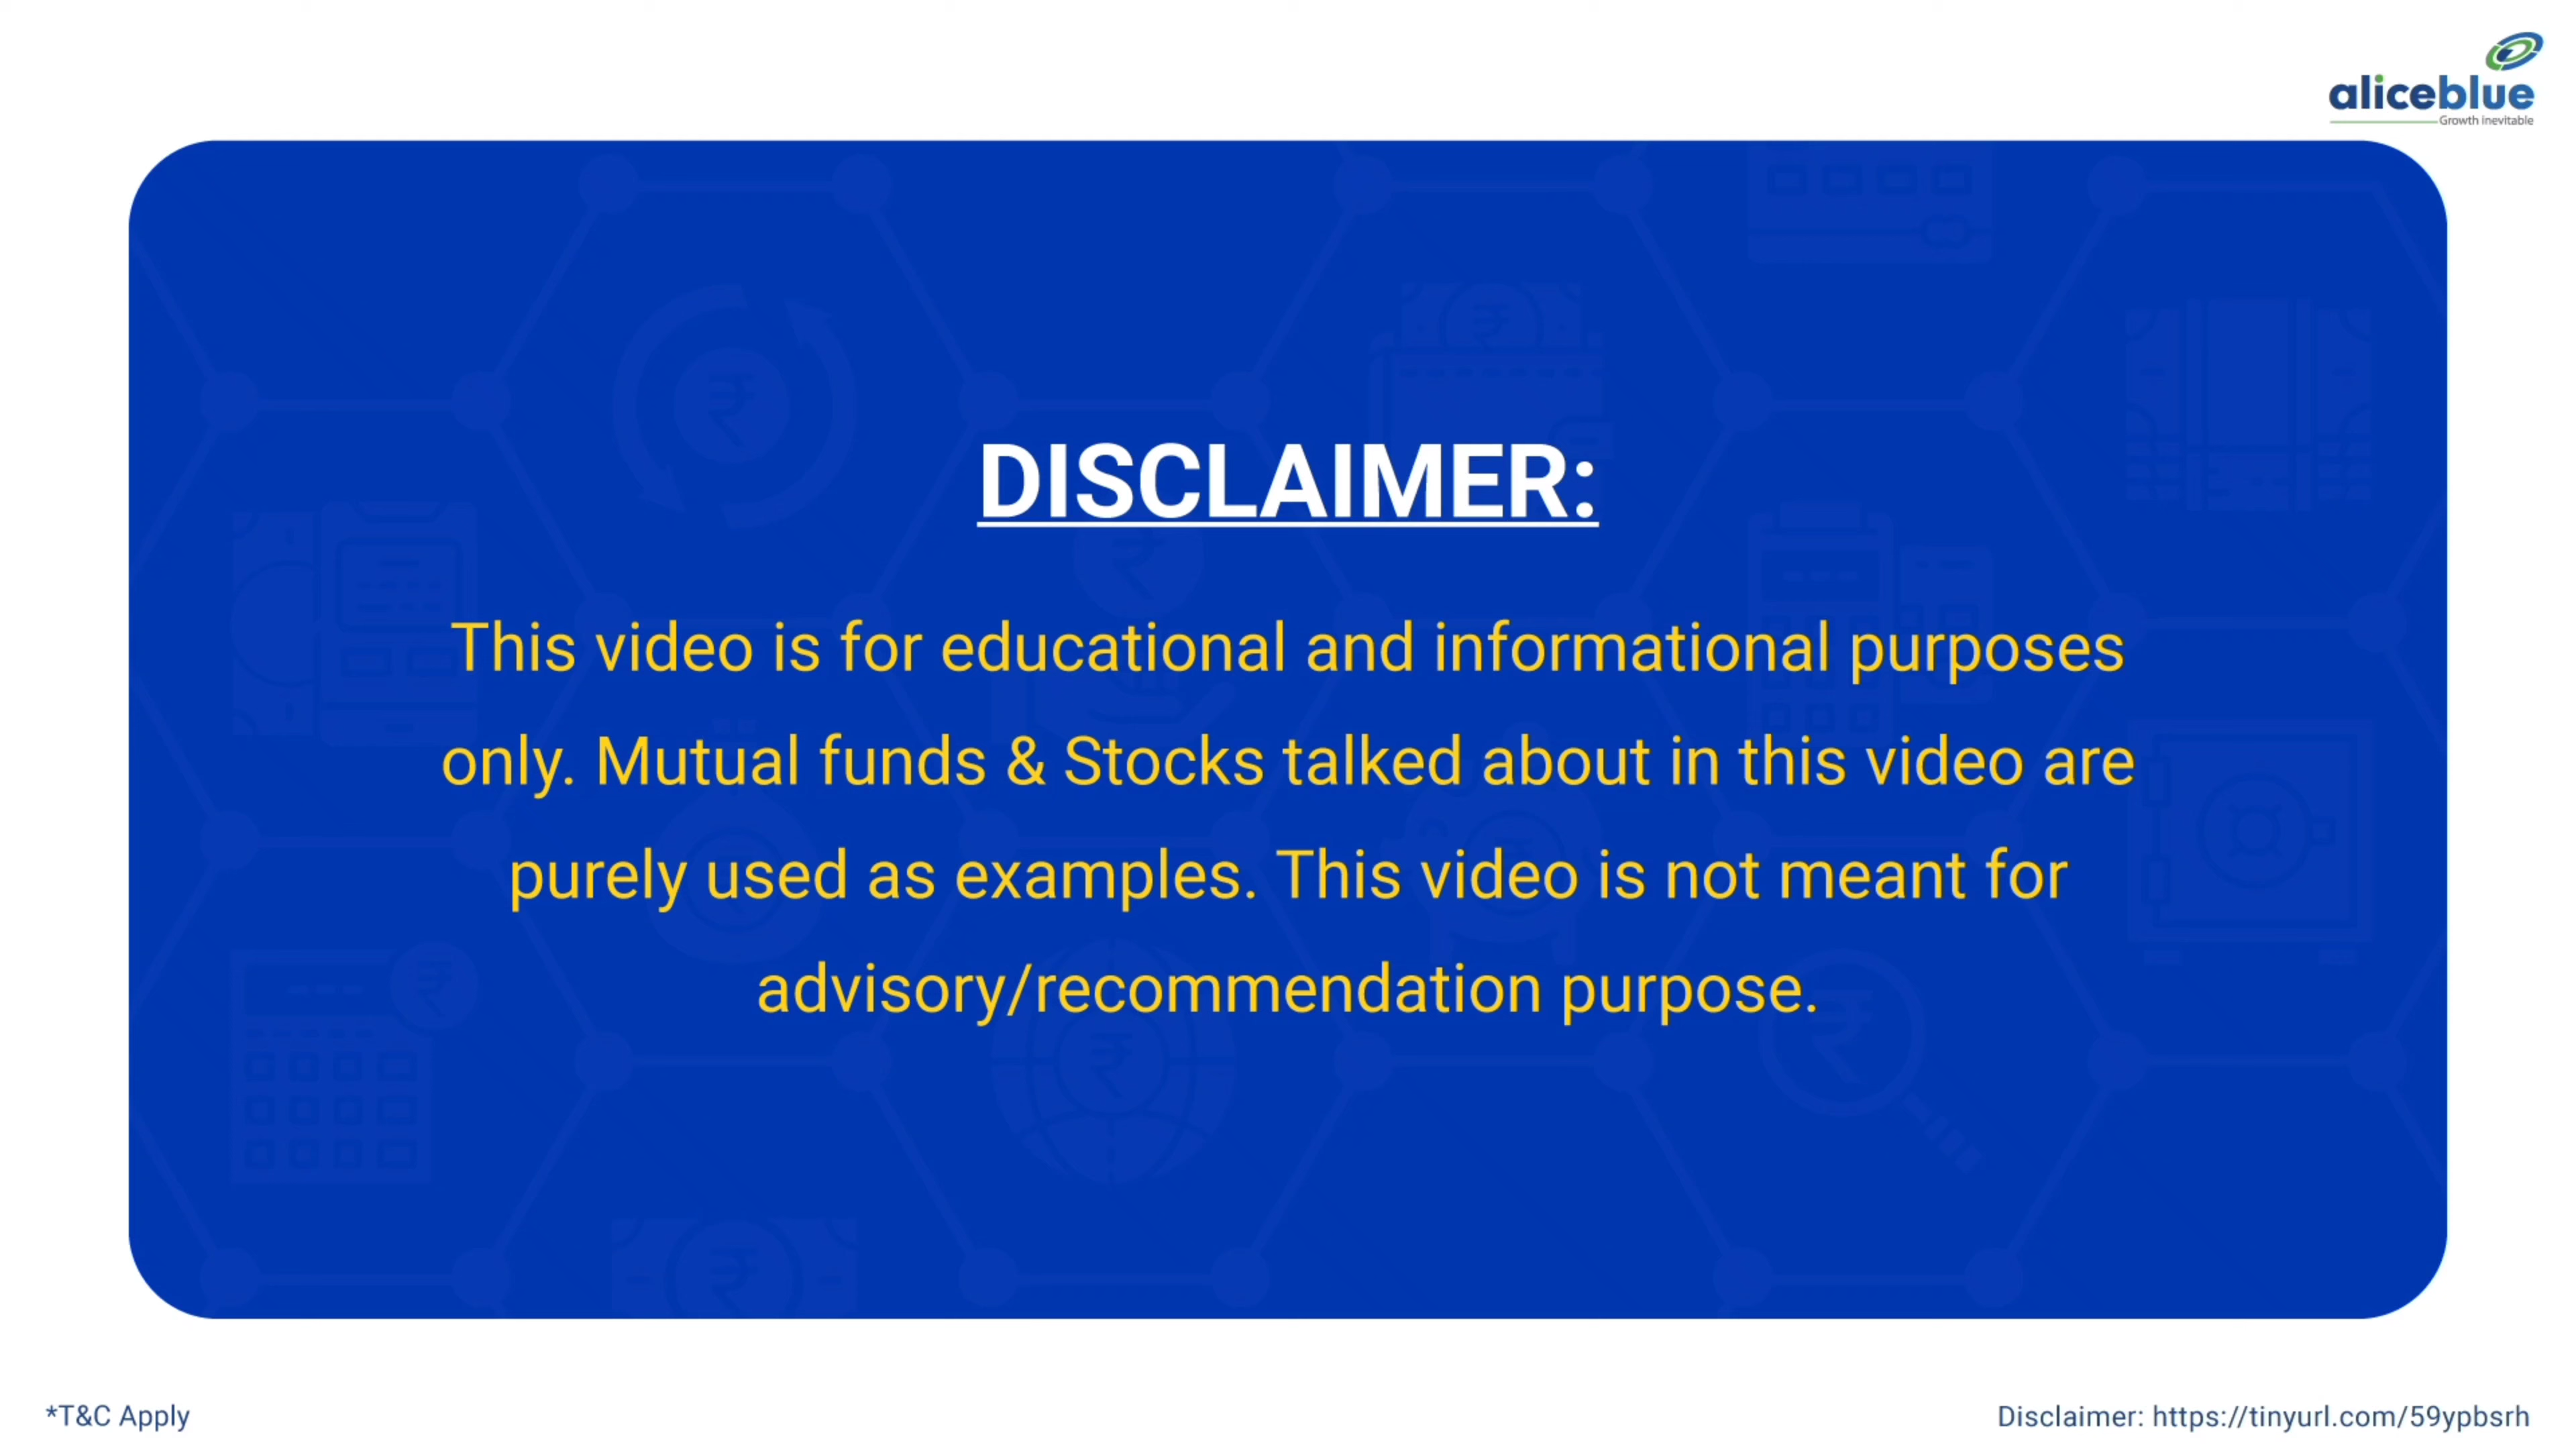 aliceblue
Growth inevitable
DISCLAIMER:
This video is for educational and informational purposes
only. Mutual funds & Stocks talked about in this video are
purely used as examples. This video is not meant for
advisory/recommendation purpose.
*T&C Apply
Disclaimer: https://tinyurl.com/59ypbsrh